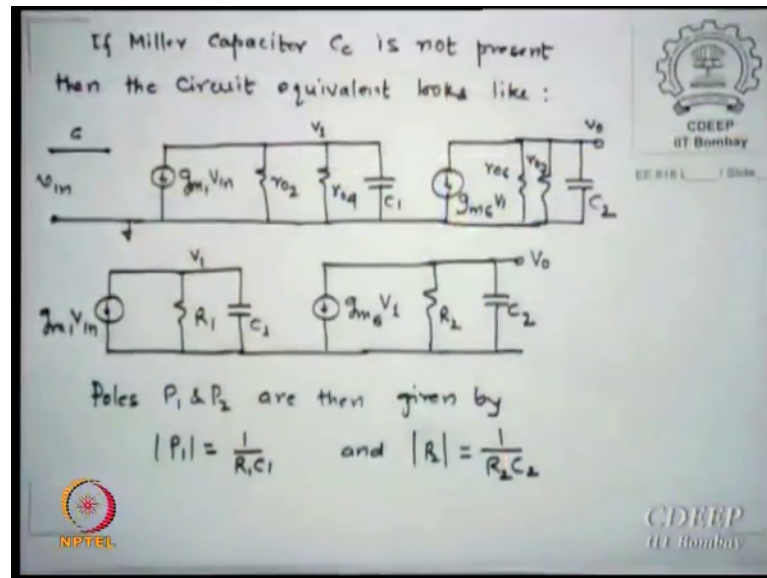 If Miller Capacitor Cc is not present
then the Circuit equivalent looks like :
G
vin
gm1 vin
ro2
ro4
V1
C1
gm6 V1
ro6
ro7
Vo
C2
gm1 Vin
V1
R1
C1
gm6 V1
R2
Vo
C2
Poles P1 & P2 are then given by
|P1| = 1/R1C1 and |P2| = 1/R2C2
CDEEP
IIT Bombay
EE 618 L / Slide
NPTEL
CDEEP
IIT Bombay